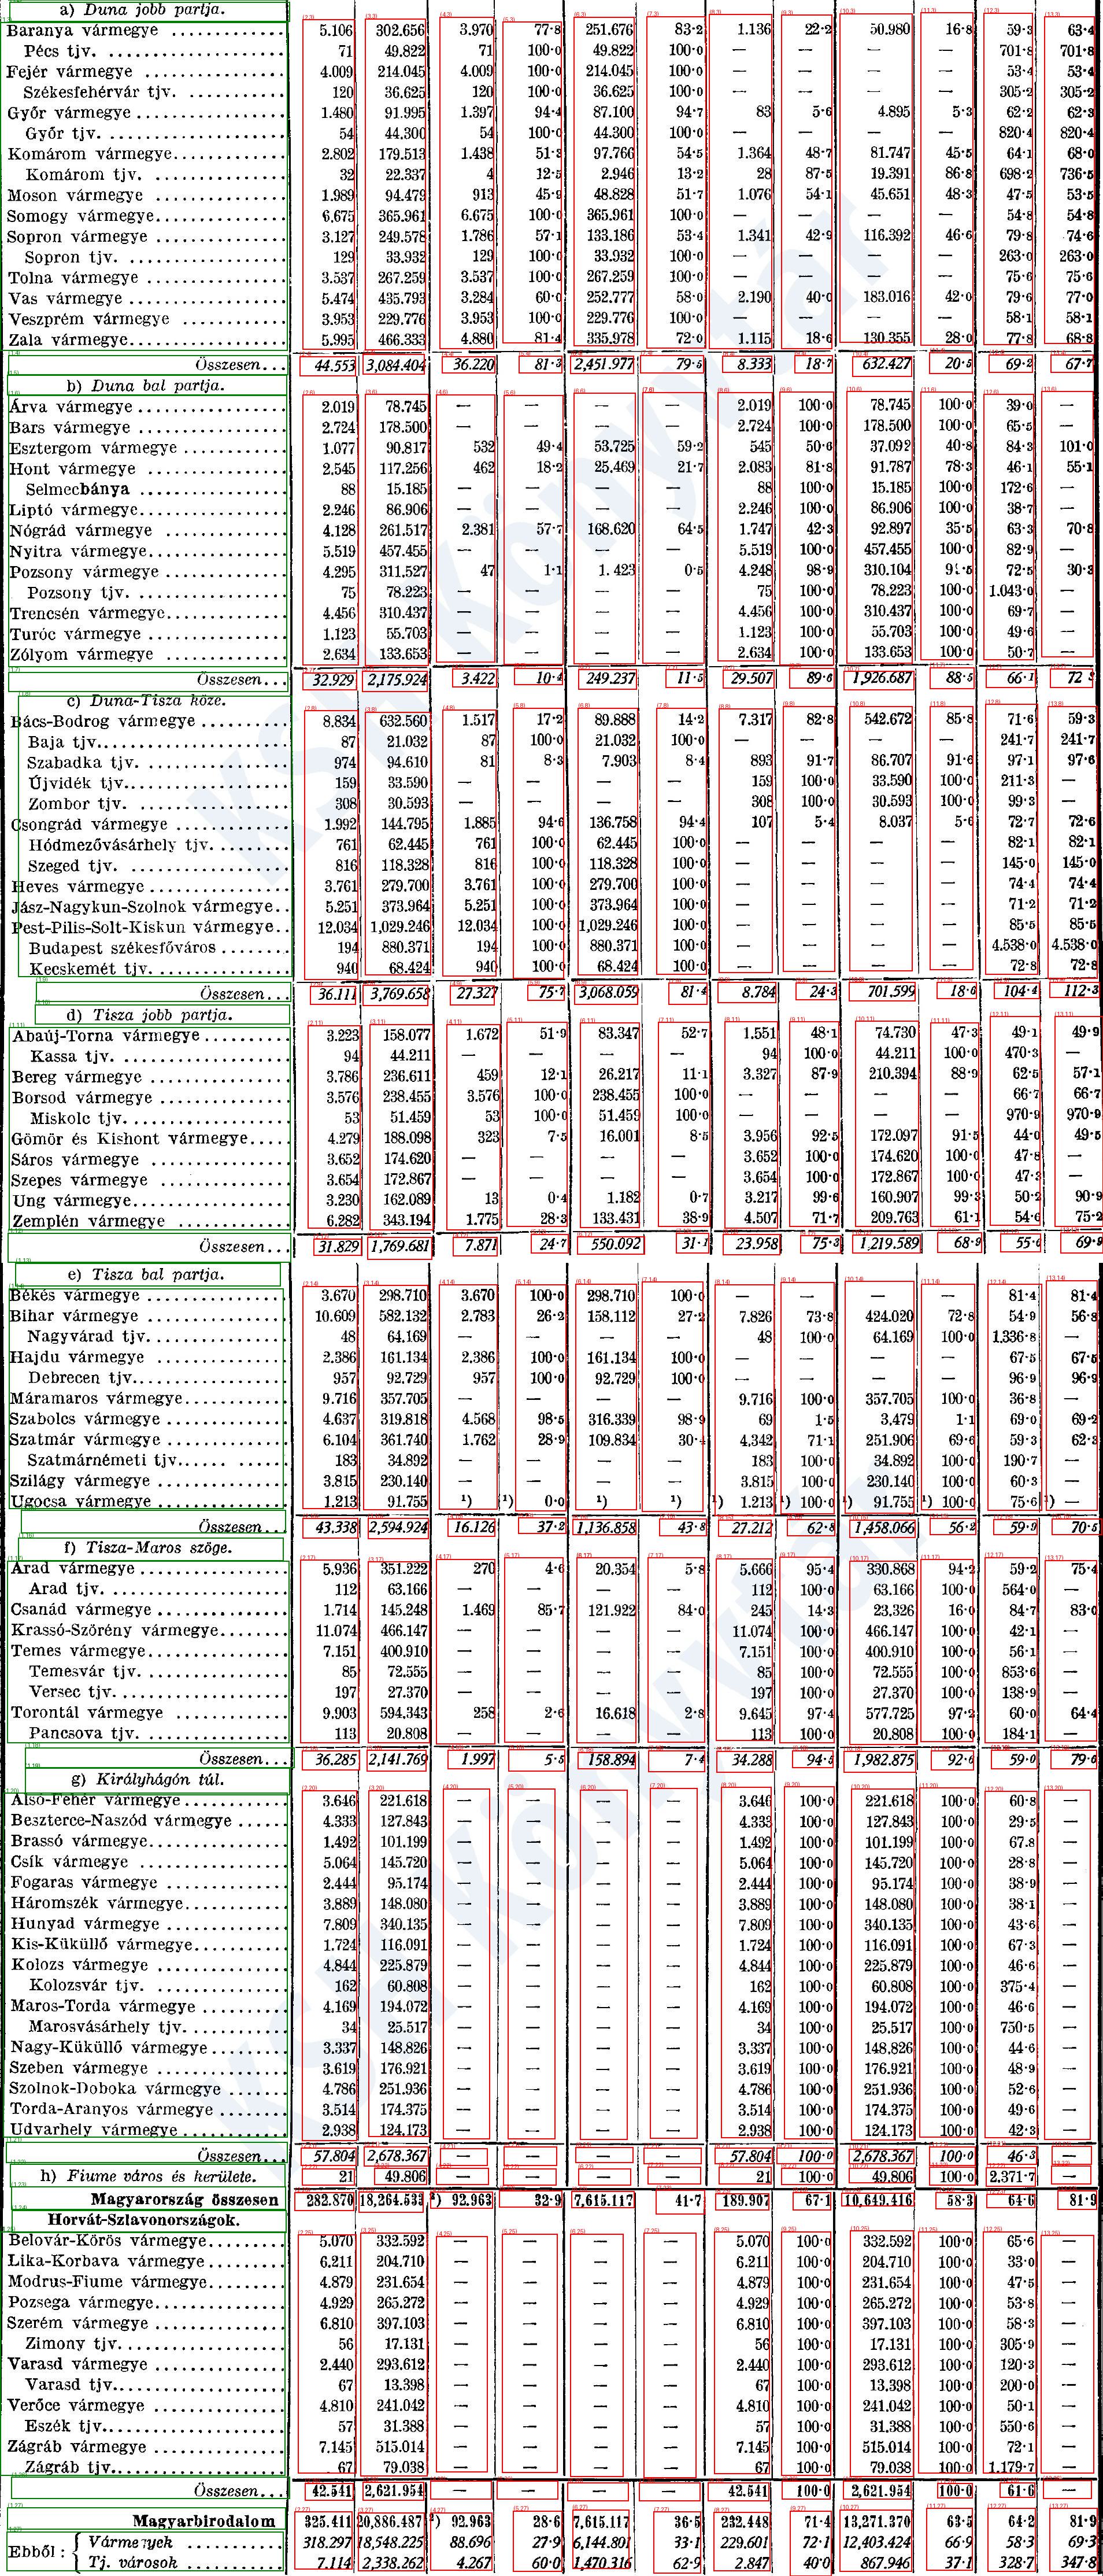 a) Duna jobb partja.
Baranya vármegye 5.106 302.656 3.970 77·8 251.676 83·2 1.136 22·2 50.980 16·8 59·3 63·4
Pécs tjv. 71 49.822 71 100·0 49.822 100·0 — — — — 701·8 701·8
Fejér vármegye 4.009 214.045 4.009 100·0 214.045 100·0 — — — — 53·4 53·4
Székesfehérvár tjv. 120 36.625 120 100·0 36.625 100·0 — — — — 305·2 305·2
Győr vármegye 1.480 91.995 1.397 94·4 87.100 94·7 83 5·6 4.895 5·3 62·2 62·3
Győr tjv. 54 44.300 54 100·0 44.300 100·0 — — — — 820·4 820·4
Komárom vármegye 2.802 179.513 1.438 51·3 97.766 54·5 1.364 48·7 81.747 45·5 64·1 68·0
Komárom tjv. 32 22.337 4 12·5 2.946 13·2 28 87·5 19.391 86·8 698·2 736·5
Moson vármegye 1.989 94.479 913 45·9 48.828 51·7 1.076 54·1 45.651 48·3 47·5 53·5
Somogy vármegye 6.675 365.961 6.675 100·0 365.961 100·0 — — — — 54·8 54·8
Sopron vármegye 3.127 249.578 1.786 57·1 133.186 53·4 1.341 42·9 116.392 46·6 79·8 74·6
Sopron tjv. 129 33.932 129 100·0 33.932 100·0 — — — — 263·0 263·0
Tolna vármegye 3.537 267.259 3.537 100·0 267.259 100·0 — — — — 75·6 75·6
Vas vármegye 5.474 435.793 3.284 60·0 252.777 58·0 2.190 40·0 183.016 42·0 79·6 77·0
Veszprém vármegye 3.953 229.776 3.953 100·0 229.776 100·0 — — — — 58·1 58·1
Zala vármegye 5.995 466.333 4.880 81·4 335.978 72·0 1.115 18·6 130.355 28·0 77·8 68·8
Összesen... 44.553 3,084.404 36.220 81·3 2,451.977 79·5 8.333 18·7 632.427 20·5 69·2 67·7
b) Duna bal partja.
Árva vármegye 2.019 78.745 — — — — 2.019 100·0 78.745 100·0 39·0 —
Bars vármegye 2.724 178.500 — — — — 2.724 100·0 178.500 100·0 65·5 —
Esztergom vármegye 1.077 90.817 532 49·4 53.725 59·2 545 50·6 37.092 40·8 84·3 101·0
Hont vármegye 2.545 117.256 462 18·2 25.469 21·7 2.083 81·8 91.787 78·3 46·1 55·1
Selmecbánya 88 15.185 — — — — 88 100·0 15.185 100·0 172·6 —
Liptó vármegye 2.246 86.906 — — — — 2.246 100·0 86.906 100·0 38·7 —
Nógrád vármegye 4.128 261.517 2.381 57·7 168.620 64·5 1.747 42·3 92.897 35·5 63·3 70·8
Nyitra vármegye 5.519 457.455 — — — — 5.519 100·0 457.455 100·0 82·9 —
Pozsony vármegye 4.295 311.527 47 1·1 1.423 0·5 4.248 98·9 310.104 9..·5 72·5 30·3
Pozsony tjv. 75 78.223 — — — — 75 100·0 78.223 100·0 1.043·0 —
Trencsén vármegye 4.456 310.437 — — — — 4.456 100·0 310.437 100·0 69·7 —
Turóc vármegye 1.123 55.703 — — — — 1.123 100·0 55.703 100·0 49·6 —
Zólyom vármegye 2.634 133.653 — — — — 2.634 100·0 133.653 100·0 50·7 —
Összesen... 32.929 2,175.924 3.422 10·4 249.237 11·5 29.507 89·6 1,926.687 88·5 66·1 72
c) Duna-Tisza köze.
Bács-Bodrog vármegye 8.834 632.560 1.517 17·2 89.888 14·2 7.317 82·8 542.672 85·8 71·6 59·3
Baja tjv. 87 21.032 87 100·0 21.032 100·0 — — — — 241·7 241·7
Szabadka tjv. 974 94.610 81 8·3 7.903 8·4 893 91·7 86.707 91·6 97·1 97·6
Újvidék tjv. 159 33.590 — — — — 159 100·0 33.590 100·0 211·3 —
Zombor tjv. 308 30.593 — — — — 308 100·0 30.593 100·0 99·3 —
Csongrád vármegye 1.992 144.795 1.885 94·6 136.758 94·4 107 5·4 8.037 5·6 72·7 72·6
Hódmezővásárhely tjv. 761 62.445 761 100·0 62.445 100·0 — — — — 82·1 82·1
Szeged tjv. 816 118.328 816 100·0 118.328 100·0 — — — — 145·0 145·0
Heves vármegye 3.761 279.700 3.761 100·0 279.700 100·0 — — — — 74·4 74·4
Jász-Nagykun-Szolnok vármegye.. 5.251 373.964 5.251 100·0 373.964 100·0 — — — — 71·2 71·2
Pest-Pilis-Solt-Kiskun vármegye.. 12.034 1,029.246 12.034 100·0 1,029.246 100·0 — — — — 85·5 85·5
Budapest székesfőváros 194 880.371 194 100·0 880.371 100·0 — — — — 4.538·0 4.538·0
Kecskemét tjv. 940 68.424 940 100·0 68.424 100·0 — — — — 72·8 72·8
Összesen... 36.111 3,769.658 27.327 75·7 3,068.059 81·4 8.784 24·3 701.599 18·6 104·4 112·3
d) Tisza jobb partja.
Abaúj-Torna vármegye 3.223 158.077 1.672 51·9 83.347 52·7 1.551 48·1 74.730 47·3 49·1 49·9
Kassa tjv. 94 44.211 — — — — 94 100·0 44.211 100·0 470·3 —
Bereg vármegye 3.786 236.611 459 12·1 26.217 11·1 3.327 87·9 210.394 88·9 62·5 57·1
Borsod vármegye 3.576 238.455 3.576 100·0 238.455 100·0 — — — — 66·7 66·7
Miskolc tjv. 53 51.459 53 100·0 51.459 100·0 — — — — 970·9 970·9
Gömör és Kishont vármegye 4.279 188.098 323 7·5 16.001 8·5 3.956 92·5 172.097 91·5 44·0 49·5
Sáros vármegye 3.652 174.620 — — — — 3.652 100·0 174.620 100·0 47·8 —
Szepes vármegye 3.654 172.867 — — — — 3.654 100·0 172.867 100·0 47·3 —
Ung vármegye 3.230 162.089 13 0·4 1.182 0·7 3.217 99·6 160.907 99·3 50·2 90·9
Zemplén vármegye 6.282 343.194 1.775 28·3 133.431 38·9 4.507 71·7 209.763 61·1 54·6 75·2
Összesen... 31.829 1,769.681 7.871 24·7 550.092 31·1 23.958 75·3 1,219.589 68·9 55·6 69·9
e) Tisza bal partja.
Békés vármegye 3.670 298.710 3.670 100·0 298.710 100·0 — — — — 81·4 81·4
Bihar vármegye 10.609 582.132 2.783 26·2 158.112 27·2 7.826 73·8 424.020 72·8 54·9 56·8
Nagyvárad tjv. 48 64.169 — — — — 48 100·0 64.169 100·0 1.336·8 —
Hajdu vármegye 2.386 161.134 2.386 100·0 161.134 100·0 — — — — 67·5 67·5
Debrecen tjv. 957 92.729 957 100·0 92.729 100·0 — — — — 96·9 96·9
Máramaros vármegye 9.716 357.705 — — — — 9.716 100·0 357.705 100·0 36·8 —
Szabolcs vármegye 4.637 319.818 4.568 98·5 316.339 98·9 69 1·5 3.479 1·1 69·0 69·2
Szatmár vármegye 6.104 361.740 1.762 28·9 109.834 30·4 4.342 71·1 251.906 69·6 59·3 62·3
Szatmárnémeti tjv. 183 34.892 — — — — 183 100·0 34.892 100·0 190·7 —
Szilágy vármegye 3.815 230.140 — — — — 3.815 100·0 230.140 100·0 60·3 —
Ugocsa vármegye 1.213 91.755 ¹) ¹) 0·0 ¹) ¹) ¹) 1.213 ¹) 100·0 ¹) 91.755 ¹) 100·0 75·6 ¹) —
Összesen... 43.338 2,594.924 16.126 37·2 1,136.858 43·8 27.212 62·8 1,458.066 56·2 59·9 70·5
f) Tisza-Maros szöge.
Arad vármegye 5.936 351.222 270 4·6 20.354 5·8 5.666 95·4 330.868 94·2 59·2 75·4
Arad tjv. 112 63.166 — — — — 112 100·0 63.166 100·0 564·0 —
Csanád vármegye 1.714 145.248 1.469 85·7 121.922 84·0 245 14·3 23.326 16·0 84·7 83·0
Krassó-Szörény vármegye 11.074 466.147 — — — — 11.074 100·0 466.147 100·0 42·1 —
Temes vármegye 7.151 400.910 — — — — 7.151 100·0 400.910 100·0 56·1 —
Temesvár tjv. 85 72.555 — — — — 85 100·0 72.555 100·0 853·6 —
Versec tjv. 197 27.370 — — — — 197 100·0 27.370 100·0 138·9 —
Torontál vármegye 9.903 594.343 258 2·6 16.618 2·8 9.645 97·4 577.725 97·2 60·0 64·4
Pancsova tjv. 113 20.808 — — — — 113 100·0 20.808 100·0 184·1 —
Összesen... 36.285 2,141.769 1.997 5·5 158.894 7·4 34.288 94·5 1,982.875 92·6 59·0 79·6
g) Királyhágón túl.
Alsó-Fehér vármegye 3.646 221.618 — — — — 3.646 100·0 221.618 100·0 60·8 —
Beszterce-Naszód vármegye 4.333 127.843 — — — — 4.333 100·0 127.843 100·0 29·5 —
Brassó vármegye 1.492 101.199 — — — — 1.492 100·0 101.199 100·0 67·8 —
Csík vármegye 5.064 145.720 — — — — 5.064 100·0 145.720 100·0 28·8 —
Fogaras vármegye 2.444 95.174 — — — — 2.444 100·0 95.174 100·0 38·9 —
Háromszék vármegye 3.889 148.080 — — — — 3.889 100·0 148.080 100·0 38·1 —
Hunyad vármegye 7.809 340.135 — — — — 7.809 100·0 340.135 100·0 43·6 —
Kis-Küküllő vármegye 1.724 116.091 — — — — 1.724 100·0 116.091 100·0 67·3 —
Kolozs vármegye 4.844 225.879 — — — — 4.844 100·0 225.879 100·0 46·6 —
Kolozsvár tjv. 162 60.808 — — — — 162 100·0 60.808 100·0 375·4 —
Maros-Torda vármegye 4.169 194.072 — — — — 4.169 100·0 194.072 100·0 46·6 —
Marosvásárhely tjv. 34 25.517 — — — — 34 100·0 25.517 100·0 750·5 —
Nagy-Küküllő vármegye 3.337 148.826 — — — — 3.337 100·0 148.826 100·0 44·6 —
Szeben vármegye 3.619 176.921 — — — — 3.619 100·0 176.921 100·0 48·9 —
Szolnok-Doboka vármegye 4.786 251.936 — — — — 4.786 100·0 251.936 100·0 52·6 —
Torda-Aranyos vármegye 3.514 174.375 — — — — 3.514 100·0 174.375 100·0 49·6 —
Udvarhely vármegye 2.938 124.173 — — — — 2.938 100·0 124.173 100·0 42·3 —
Összesen. 57.804 2,678.367 — — — — 57.804 100·0 2,678.367 100·0 46·3 —
h) Fiume város és kerülete. 21 49.806 — — — — 21 100·0 49.806 100·0 2.371·7 —
Magyarország összesen 282.870 18,264.533 ²) 92.963 32·9 7,615.117 41·7 189.907 67·1 10,649.416 58·3 64·6 81·9
Horvát-Szlavonországok.
Belovár-Körös vármegye 5.070 332.592 — — — — 5.070 100·0 332.592 100·0 65·6 —
Lika-Korbava vármegye 6.211 204.710 — — — — 6.211 100·0 204.710 100·0 33·0 —
Modrus-Fiume vármegye 4.879 231.654 — — — — 4.879 100·0 231.654 100·0 47·5 —
Pozsega vármegye 4.929 265.272 — — — — 4.929 100·0 265.272 100·0 53·8 —
Szerém vármegye 6.810 397.103 — — — — 6.810 100·0 397.103 100·0 58·3 —
Zimony tjv. 56 17.131 — — — — 56 100·0 17.131 100·0 305·9 —
Varasd vármegye 2.440 293.612 — — — — 2.440 100·0 293.612 100·0 120·3 —
Varasd tjv. 67 13.398 — — — — 67 100·0 13.398 100·0 200·0 —
Verőce vármegye 4.810 241.042 — — — — 4.810 100·0 241.042 100·0 50·1 —
Eszék tjv. 57 31.388 — — — — 57 100·0 31.388 100·0 550·6 —
Zágráb vármegye 7.145 515.014 — — — — 7.145 100·0 515.014 100·0 72·1 —
Zágráb tjv. 67 79.038 — — — — 67 100·0 79.038 100·0 1.179·7 —
Összesen... 42.541 2,621.954 — — — — 42.541 100·0 2,621.954 100·0 61·6 —
Magyarbirodalom 325.411 20,886.487 ²) 92.963 28·6 7,615.117 36·5 232.448 71·4 13,271.370 63·5 64·2 81·9
Ebből: { Vármegyek 318.297 18,548.225 88.696 27·9 6,144.801 33·1 229.601 72·1 12,403.424 66·9 58·3 69·3
Tj. városok 7.114 2,338.262 4.267 60·0 1,470.316 62·9 2.847 40·0 867.946 37·1 328·7 347·8
KSH Könyvtár
KSH Könyvtár